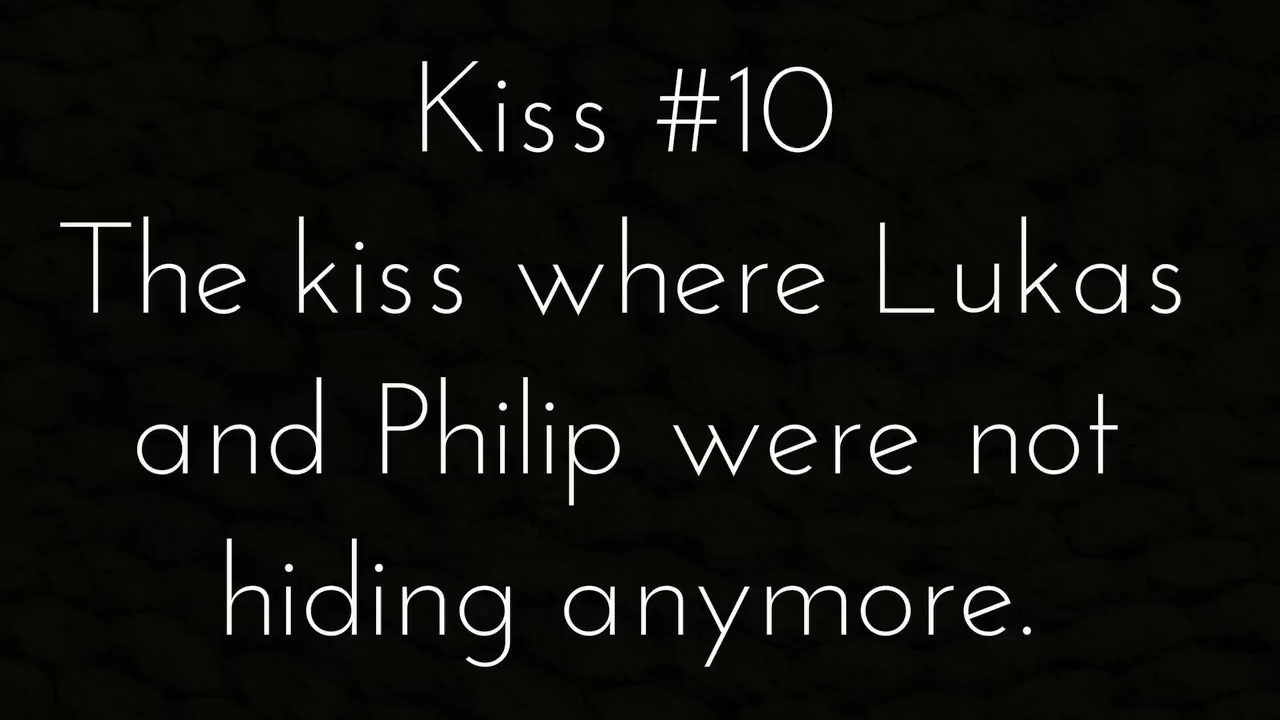 Kiss #10
The kiss where Lukas
and Philip were not
hiding anymore.